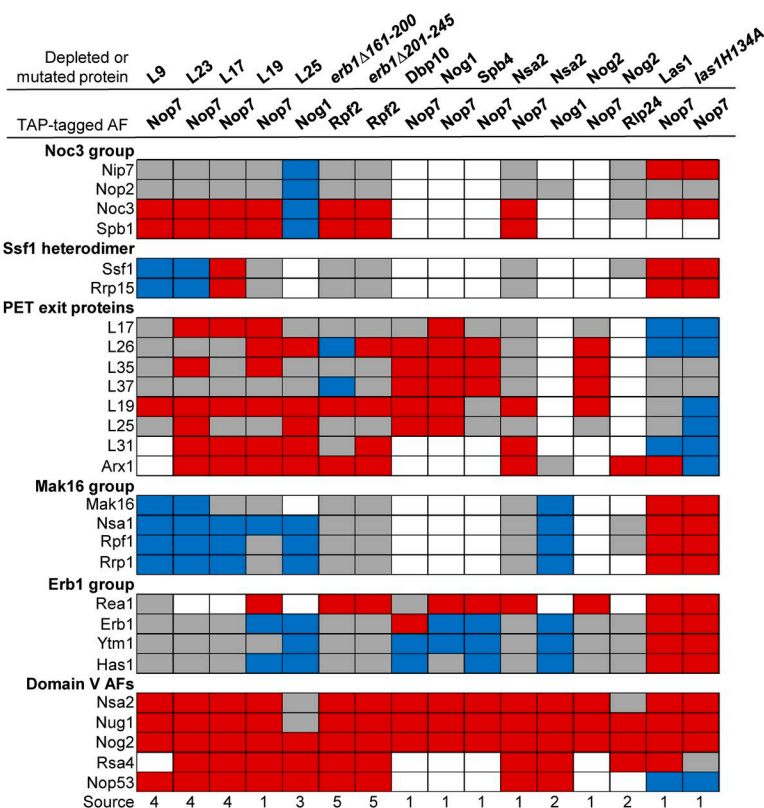 Depleted or
mutated protein L9 L23 L17 L19 L25 erb1Δ161-200 erb1Δ201-245 Dbp10 Nog1 Spb4 Nsa2 Nsa2 Nog2 Nog2 Las1 las1H134A
TAP-tagged AF Nop7 Nop7 Nop7 Nop7 Nog1 Rpf2 Rpf2 Nop7 Nop7 Nop7 Nop7 Nog1 Nop7 Rlp24 Nop7 Nop7
Noc3 group
Nip7
Nop2
Noc3
Spb1
Ssf1 heterodimer
Ssf1
Rrp15
PET exit proteins
L17
L26
L35
L37
L19
L25
L31
Arx1
Mak16 group
Mak16
Nsa1
Rpf1
Rrp1
Erb1 group
Rea1
Erb1
Ytm1
Has1
Domain V AFs
Nsa2
Nug1
Nog2
Rsa4
Nop53
Source 4 4 4 1 3 5 5 1 1 1 1 2 1 2 1 1